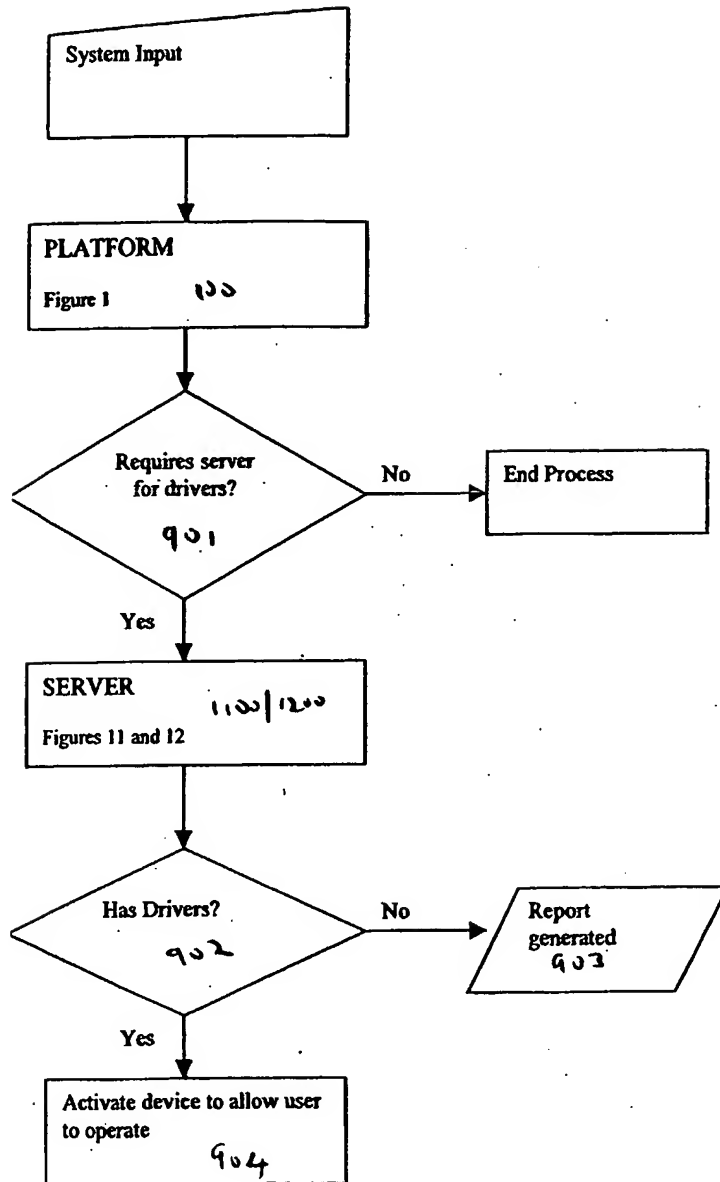 System Input
PLATFORM
Figure 1
100
Requires server
for drivers?
901
No
End Process
Yes
SERVER
1100/1200
Figures 11 and 12
Has Drivers?
902
No
Report
generated
903
Yes
Activate device to allow user
to operate
904